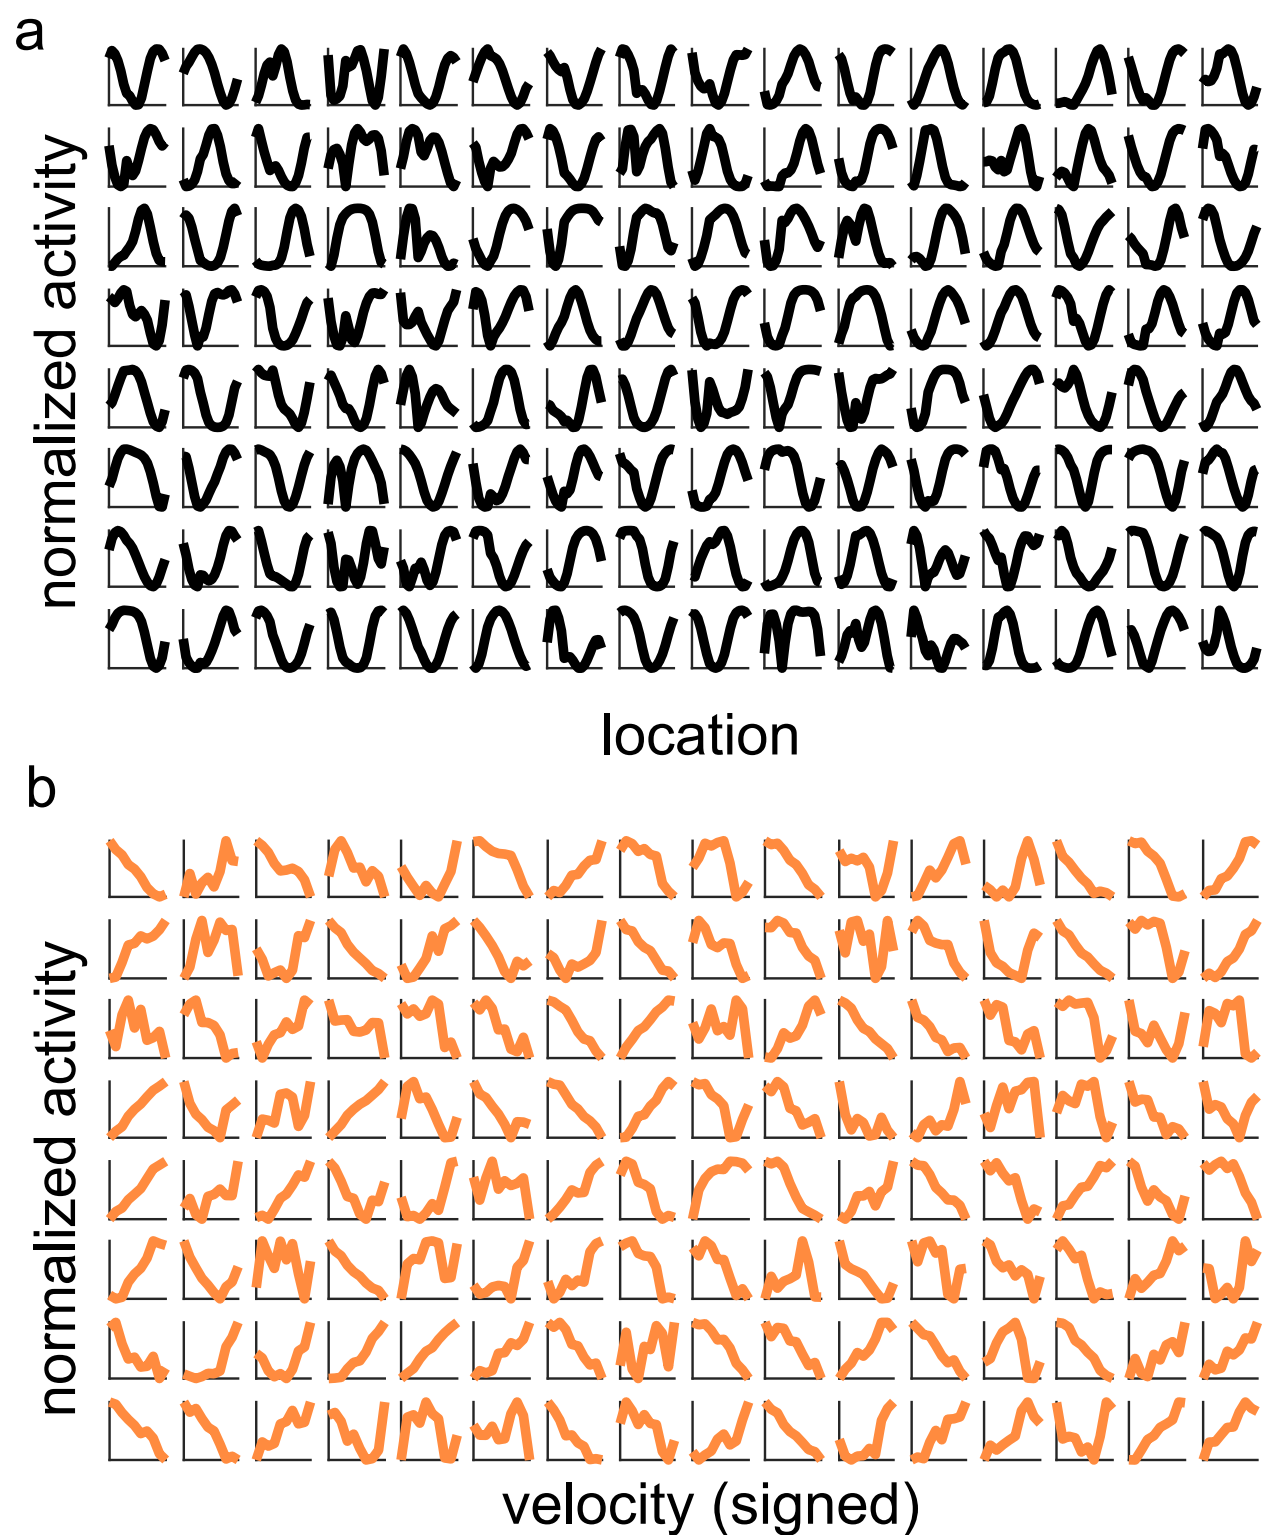 a
normalized activity
location
b
normalized activity
velocity (signed)